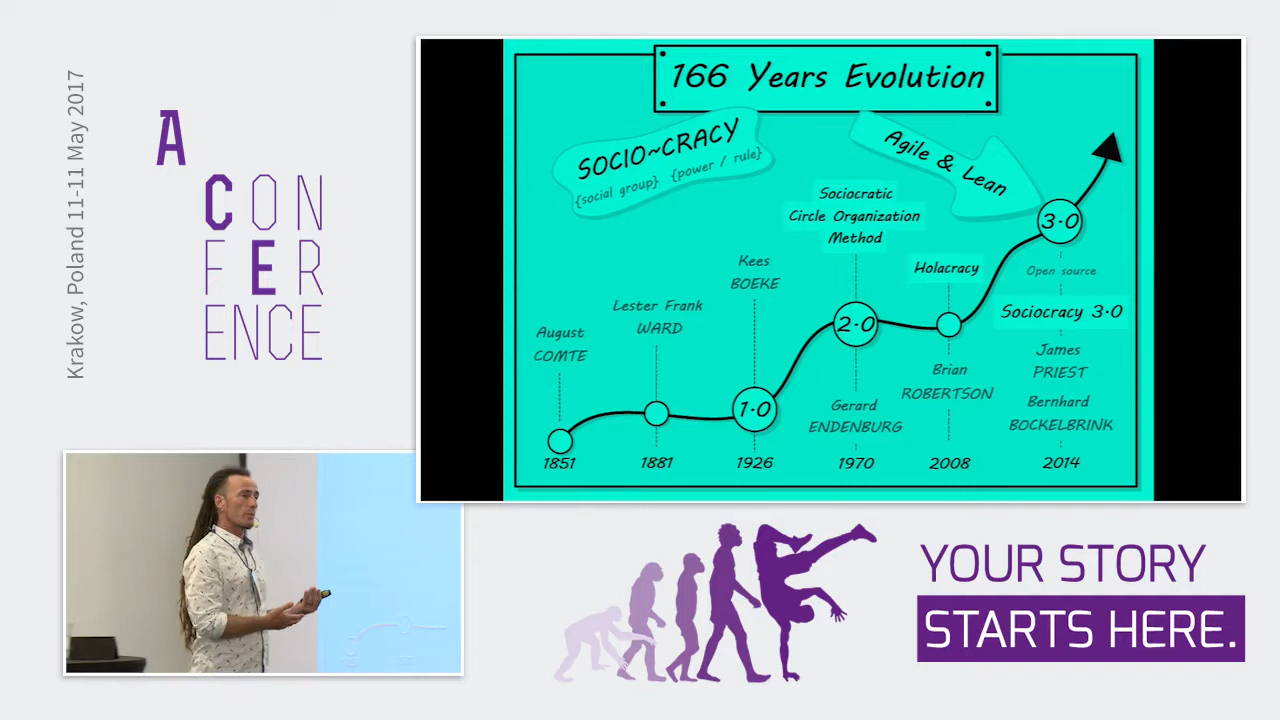 Krakow, Poland 11-11 May 2017
A
CON
FER
ENCE
166 Years Evolution
SOCIO~CRACY
{social group} {power / rule}
Agile & Lean
Sociocratic
Circle Organization
Method
3.0
Kees
BOEKE
Holacracy
Open source
Lester Frank
WARD
Sociocracy 3.0
August
COMTE
2.0
James
PRIEST
Brian
ROBERTSON
1.0
Gerard
ENDENBURG
Bernhard
BOCKELBRINK
1851
1881
1926
1970
2008
2014
YOUR STORY
STARTS HERE.